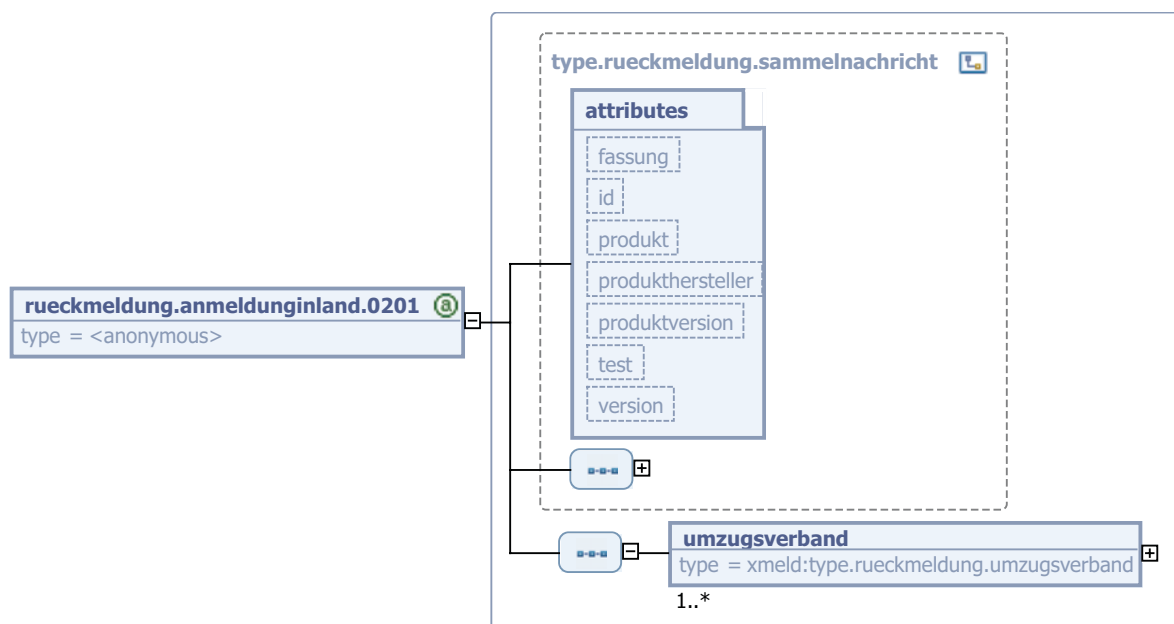 type.rueckmeldung.sammelnachricht
attributes
fassung
id
produkt
produkthersteller
produktversion
test
version
rueckmeldung.anmeldunginland.0201 @
type = <anonymous>
umzugsverband
type = xmeld:type.rueckmeldung.umzugsverband
1..*